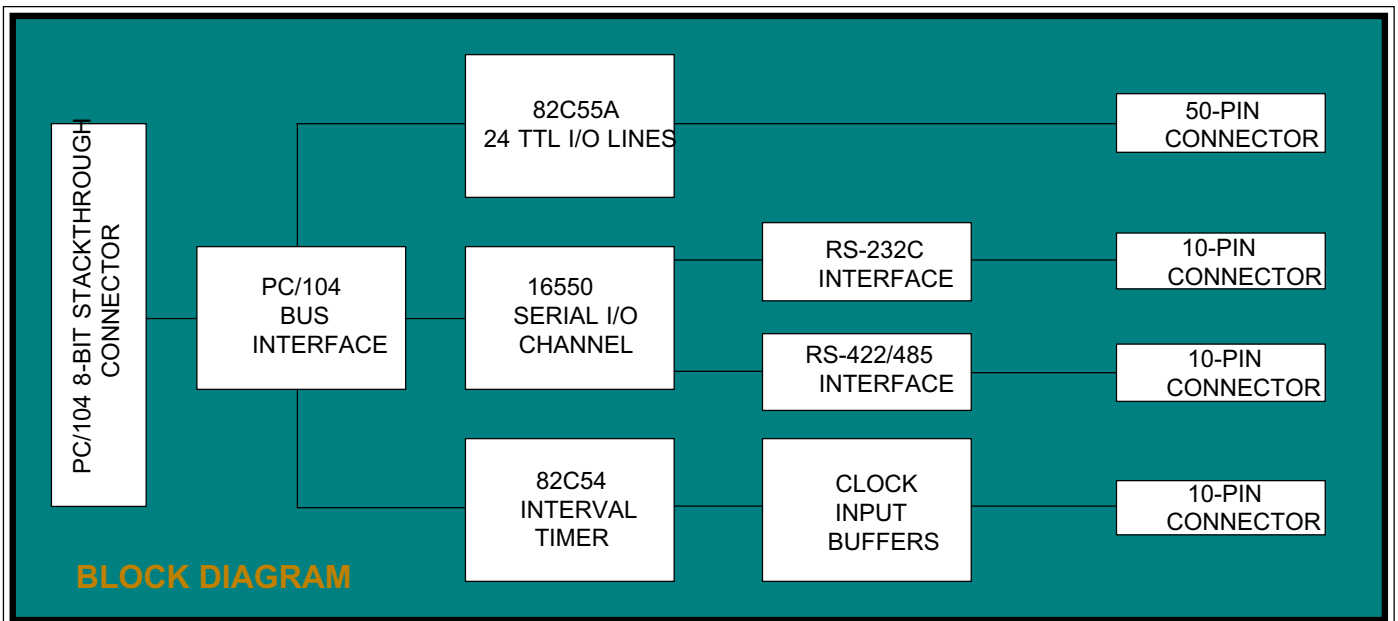 PC/104 8-BIT STACKTHROUGH
CONNECTOR
PC/104
BUS
INTERFACE
82C55A
24 TTL I/O LINES
50-PIN
CONNECTOR
16550
SERIAL I/O
CHANNEL
RS-232C
INTERFACE
10-PIN
CONNECTOR
RS-422/485
INTERFACE
10-PIN
CONNECTOR
82C54
INTERVAL
TIMER
CLOCK
INPUT
BUFFERS
10-PIN
CONNECTOR
BLOCK DIAGRAM